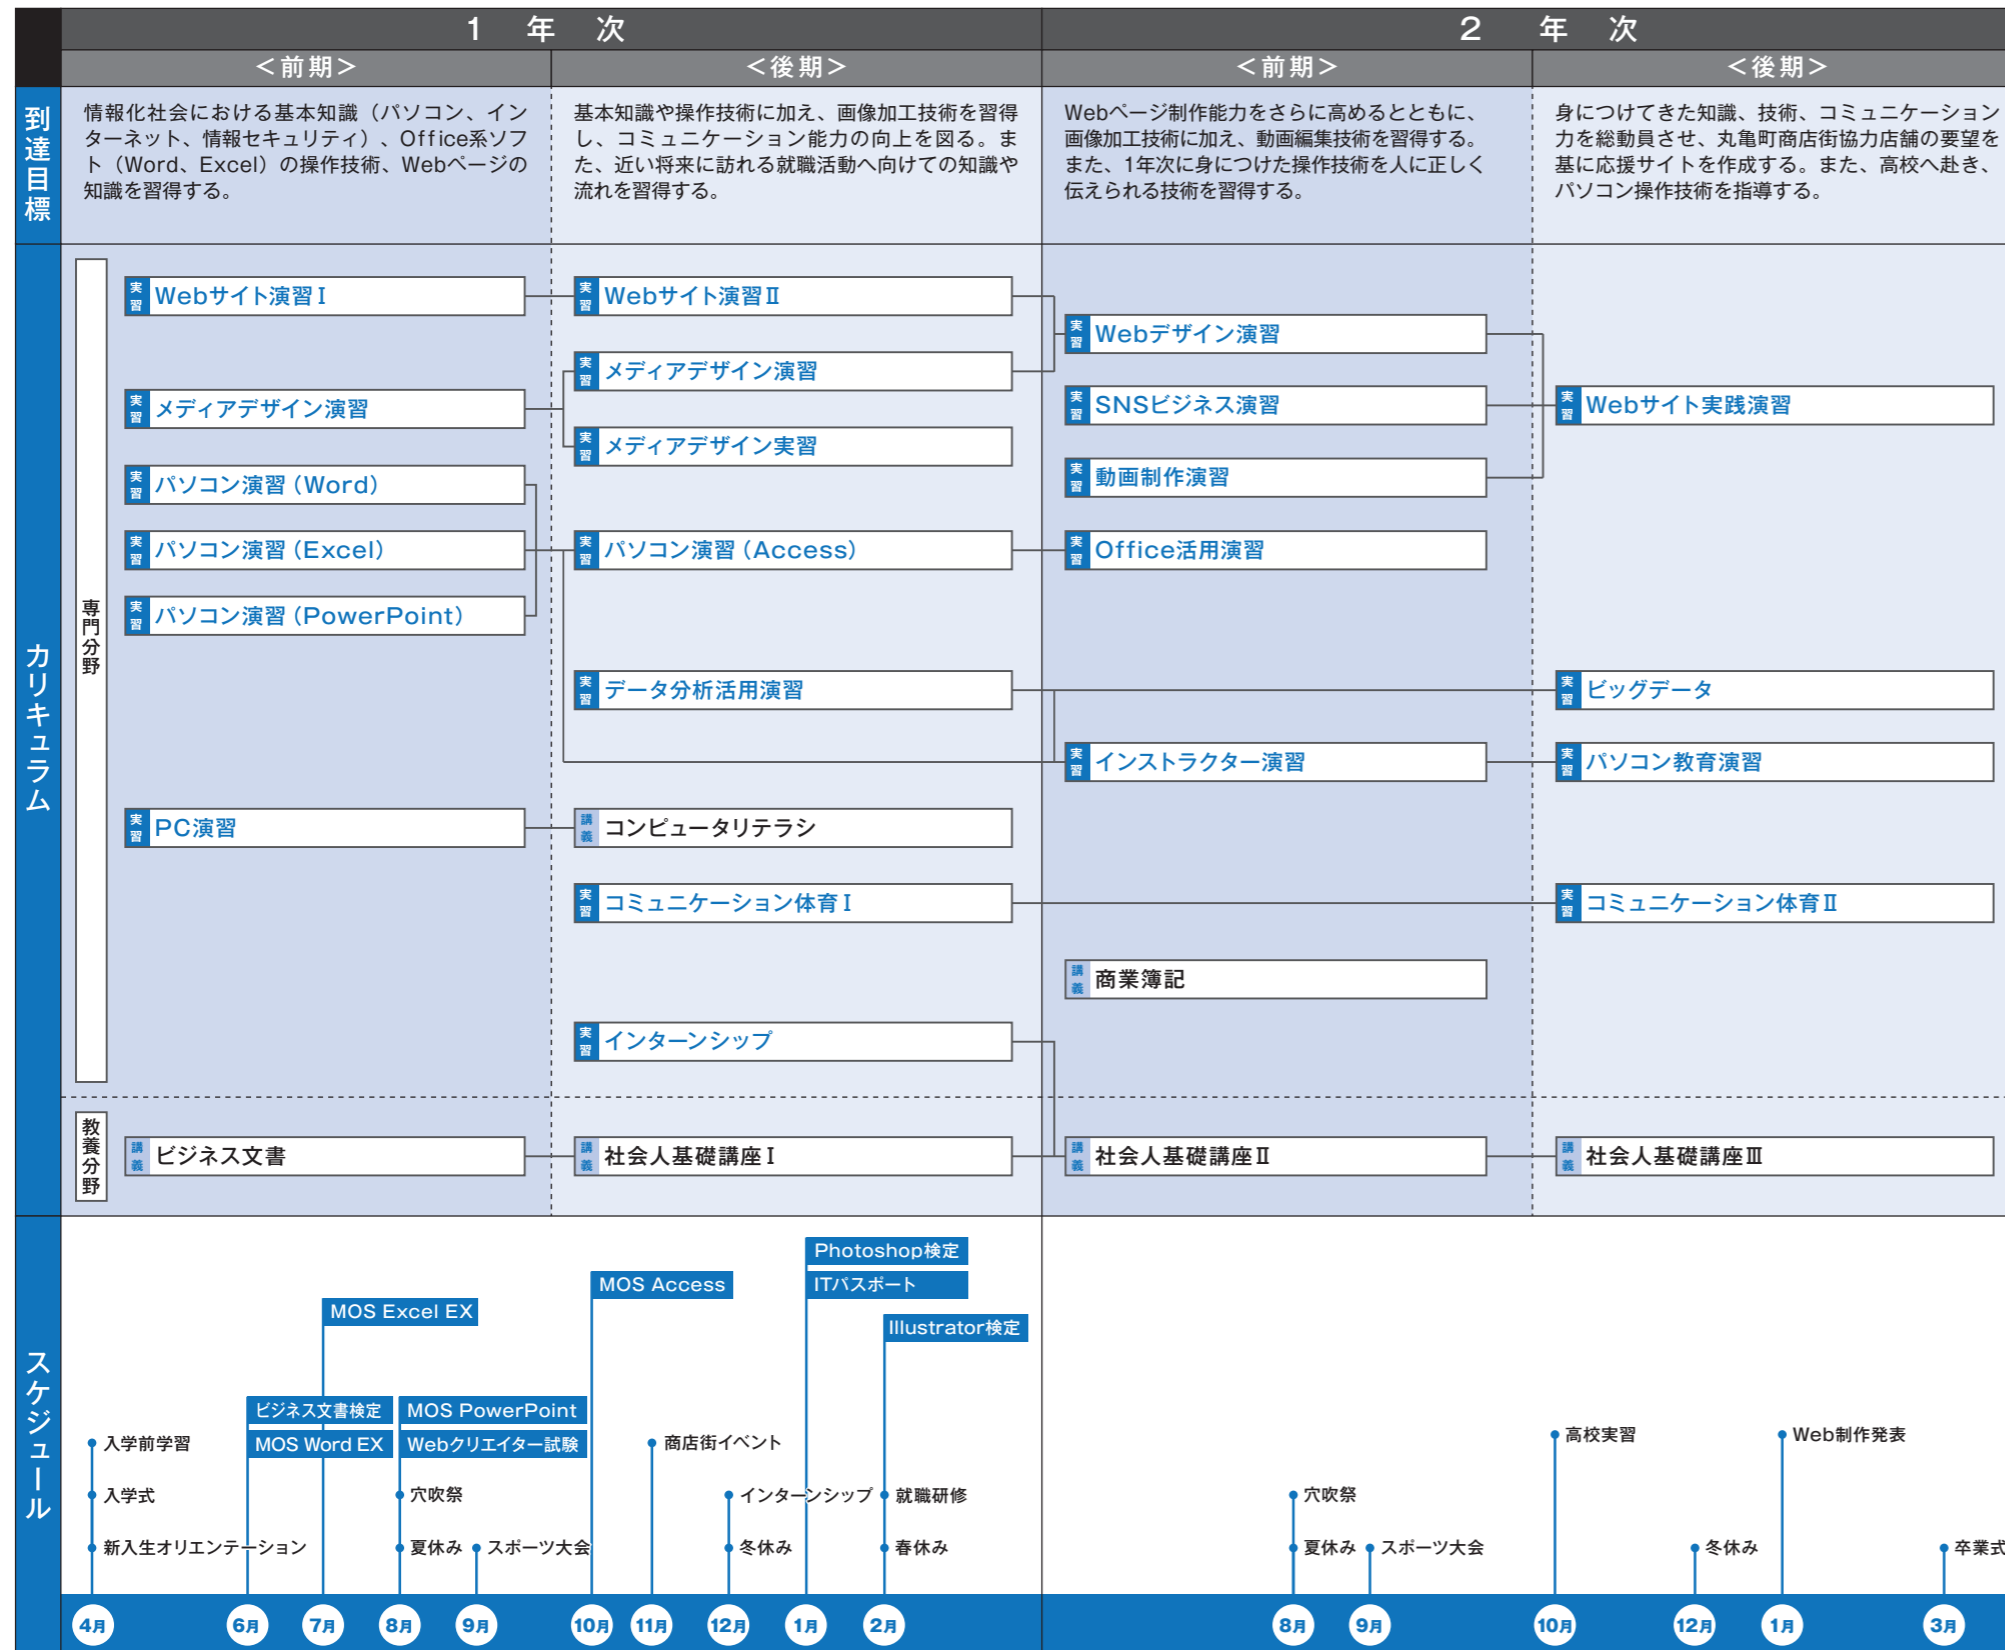 1 年 次
2 年 次
＜前期＞
＜後期＞
＜前期＞
＜後期＞
到達目標
情報化社会における基本知識（パソコン、イン
ターネット、情報セキュリティ）、Office系ソフ
ト（Word、Excel）の操作技術、Webページの
知識を習得する。
基本知識や操作技術に加え、画像加工技術を習得
し、コミュニケーション能力の向上を図る。ま
た、近い将来に訪れる就職活動へ向けての知識や
流れを習得する。
Webページ制作能力をさらに高めるとともに、
画像加工技術に加え、動画編集技術を習得する。
また、1年次に身につけた操作技術を人に正しく
伝えられる技術を習得する。
身につけてきた知識、技術、コミュニケーション
力を総動員させ、丸亀町商店街協力店舗の要望を
基に応援サイトを作成する。また、高校へ赴き、
パソコン操作技術を指導する。
カリキュラム
専門分野
実習 Webサイト演習Ⅰ
実習 メディアデザイン演習
実習 パソコン演習（Word）
実習 パソコン演習（Excel）
実習 パソコン演習（PowerPoint）
実習 PC演習
実習 Webサイト演習Ⅱ
実習 メディアデザイン演習
実習 メディアデザイン実習
実習 パソコン演習（Access）
実習 データ分析活用演習
講義 コンピュータリテラシ
実習 コミュニケーション体育Ⅰ
実習 インターンシップ
実習 Webデザイン演習
実習 SNSビジネス演習
実習 動画制作演習
実習 Office活用演習
実習 インストラクター演習
講義 商業簿記
実習 Webサイト実践演習
実習 ビッグデータ
実習 パソコン教育演習
実習 コミュニケーション体育Ⅱ
教養分野
講義 ビジネス文書
講義 社会人基礎講座Ⅰ
講義 社会人基礎講座Ⅱ
講義 社会人基礎講座Ⅲ
スケジュール
Photoshop検定
ITパスポート
MOS Access
MOS Excel EX
Illustrator検定
ビジネス文書検定
MOS PowerPoint
MOS Word EX
Webクリエイター試験
入学前学習
商店街イベント
高校実習
Web制作発表
入学式
穴吹祭
インターンシップ
就職研修
穴吹祭
新入生オリエンテーション
夏休み
スポーツ大会
冬休み
春休み
夏休み
スポーツ大会
冬休み
卒業式
4月
6月
7月
8月
9月
10月
11月
12月
1月
2月
8月
9月
10月
12月
1月
3月